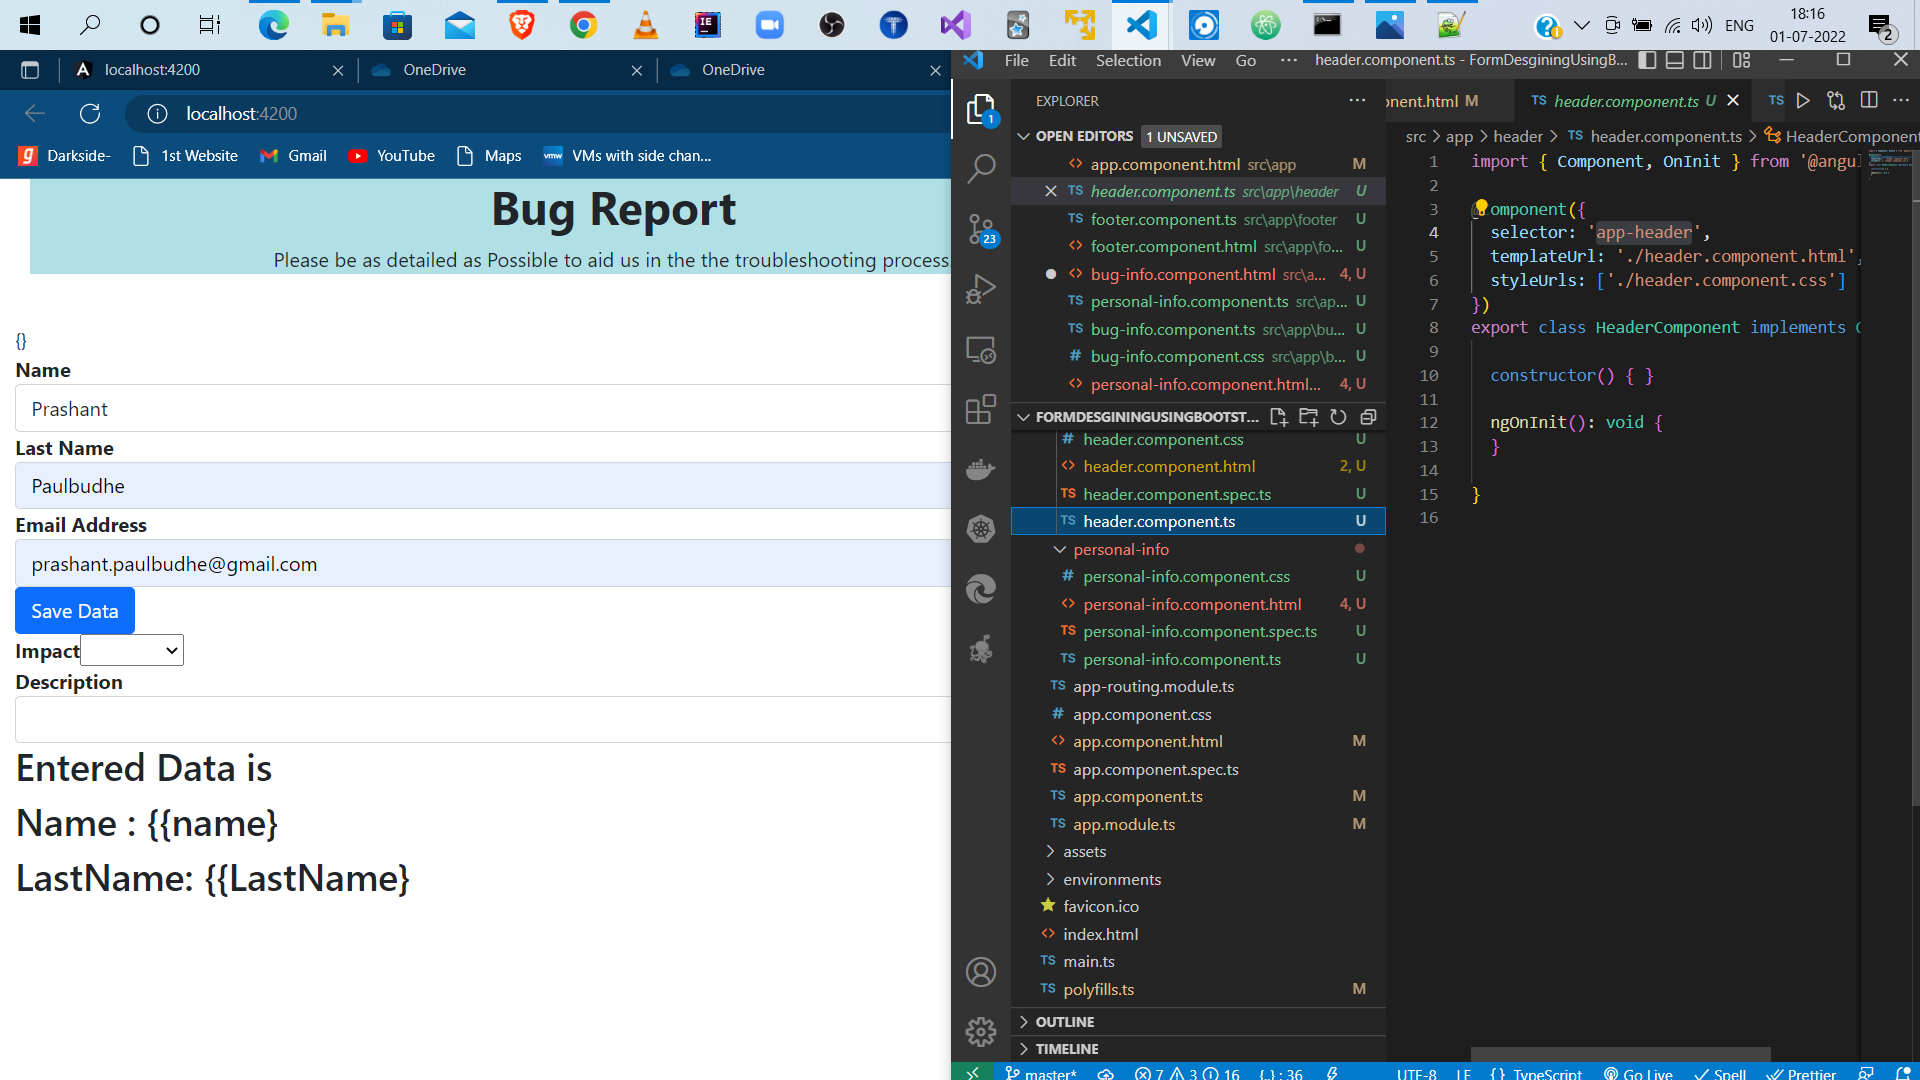 ENG
18:16
01-07-2022
2
localhost:4200
OneDrive
OneDrive
localhost:4200
Darkside-
1st Website
Gmail
YouTube
Maps
vmw
VMs with side chan...
Bug Report
Please be as detailed as Possible to aid us in the the troubleshooting process
{}
Name
Prashant
Last Name
Paulbudhe
Email Address
prashant.paulbudhe@gmail.com
Save Data
Impact
Description
Entered Data is
Name : {{name}
LastName: {{LastName}
File Edit Selection View Go ··· header.component.ts - FormDesginingUsingB...
1
23
EXPLORER
OPEN EDITORS 1 UNSAVED
app.component.html src\app M
header.component.ts src\app\header U
footer.component.ts src\app\footer U
footer.component.html src\app\fo... U
bug-info.component.html src\a... 4, U
personal-info.component.ts src\ap... U
bug-info.component.ts src\app\bu... U
bug-info.component.css src\app\b... U
personal-info.component.html... 4, U
FORMDESGININGUSINGBOOTST...
header.component.css U
header.component.html 2, U
header.component.spec.ts U
header.component.ts U
personal-info
personal-info.component.css U
personal-info.component.html 4, U
personal-info.component.spec.ts U
personal-info.component.ts U
app-routing.module.ts
app.component.css
app.component.html M
app.component.spec.ts
app.component.ts M
app.module.ts M
assets
environments
favicon.ico
index.html
main.ts
polyfills.ts M
OUTLINE
TIMELINE
onent.html M
TS header.component.ts U
TS
src > app > header > TS header.component.ts > HeaderComponent
1 import { Component, OnInit } from '@angul
2
3 omponent({
4 selector: 'app-header',
5 templateUrl: './header.component.html',
6 styleUrls: ['./header.component.css']
7 })
8 export class HeaderComponent implements O
9
10 constructor() { }
11
12 ngOnInit(): void {
13 }
14
15 }
16
master* 7 3 16 {..} : 36 UTF-8 LF {} TypeScript Go Live Spell Prettier